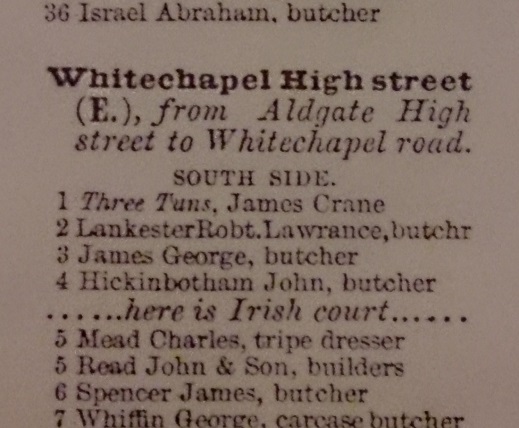 36 Israel Abraham, butcher
Whitechapel High street
(E.), from Aldgate High
street to Whitechapel road.
SOUTH SIDE.
1 Three Tuns, James Crane
2 LankesterRobt.Lawrance,butchr
3 James George, butcher
4 Hickinbotham John, butcher
......here is Irish court......
5 Mead Charles, tripe dresser
5 Read John & Son, builders
6 Spencer James, butcher
7 Whiffin George, carcase butcher